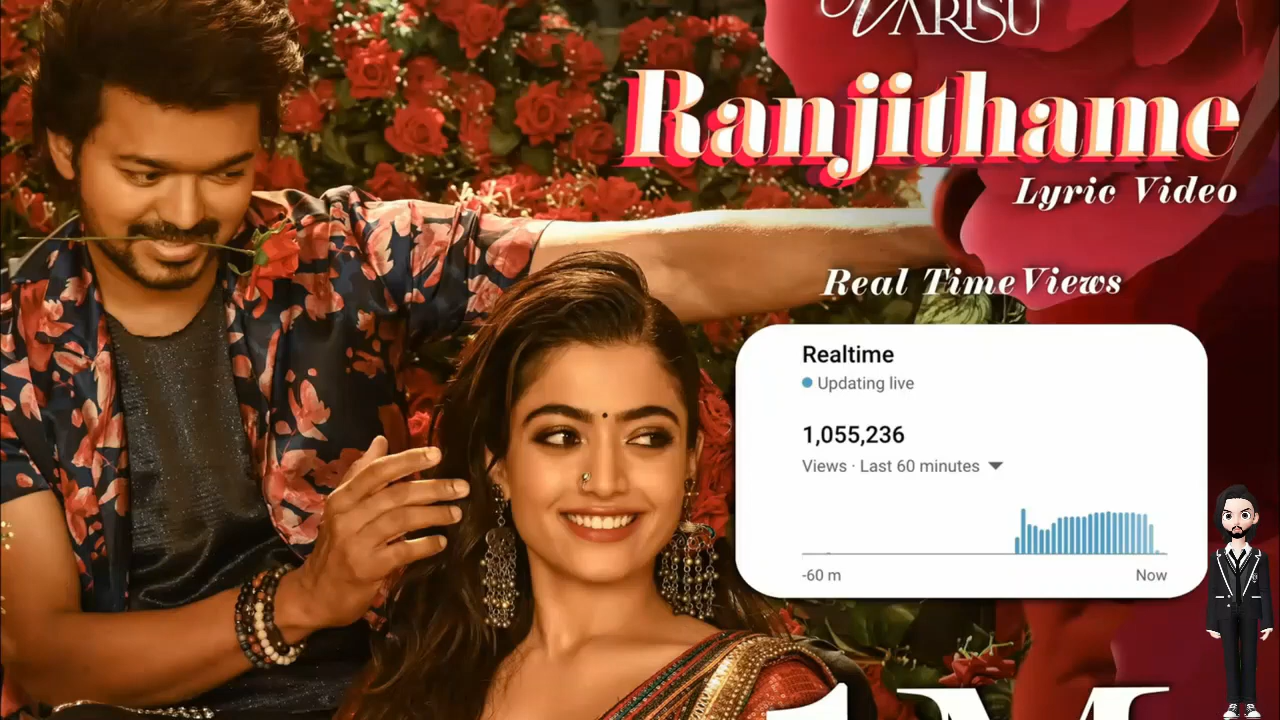 VARISU
Ranjithame
Lyric Video
Real Time Views
Realtime
Updating live
1,055,236
Views · Last 60 minutes
-60 m
Now
1M